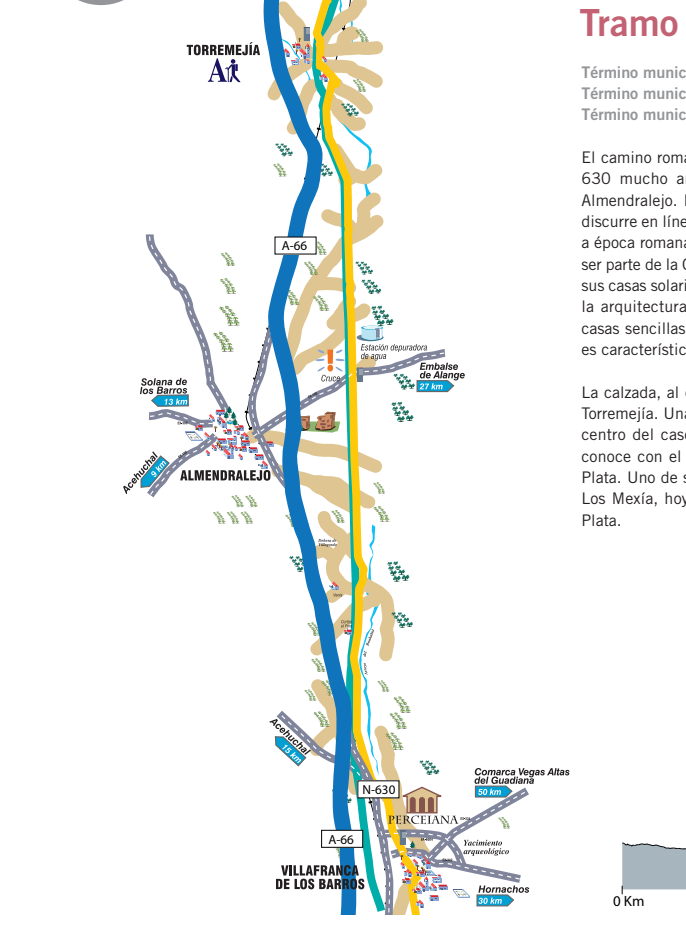 TORREMEJÍA
A-66
Estación depuradora
de agua
Cruce
Embalse
de Alange
27 km
Solana de
los Barros
13 km
Acehuchal
9 km
ALMENDRALEJO
Acehuchal
15 km
N-630
Comarca Vegas Altas
del Guadiana
50 km
PERCEIANA
Yacimiento
arqueológico
A-66
VILLAFRANCA
DE LOS BARROS
Hornachos
30 km
Tramo
Término munic
Término munic
Término munic
El camino roma
630 mucho a
Almendralejo.
discurre en líne
a época romana
ser parte de la
sus casas solari
la arquitectura
casas sencillas
es característic
La calzada, al
Torremejía. Una
centro del caso
conoce con el
Plata. Uno de s
Los Mexía, hoy
Plata.
0 Km